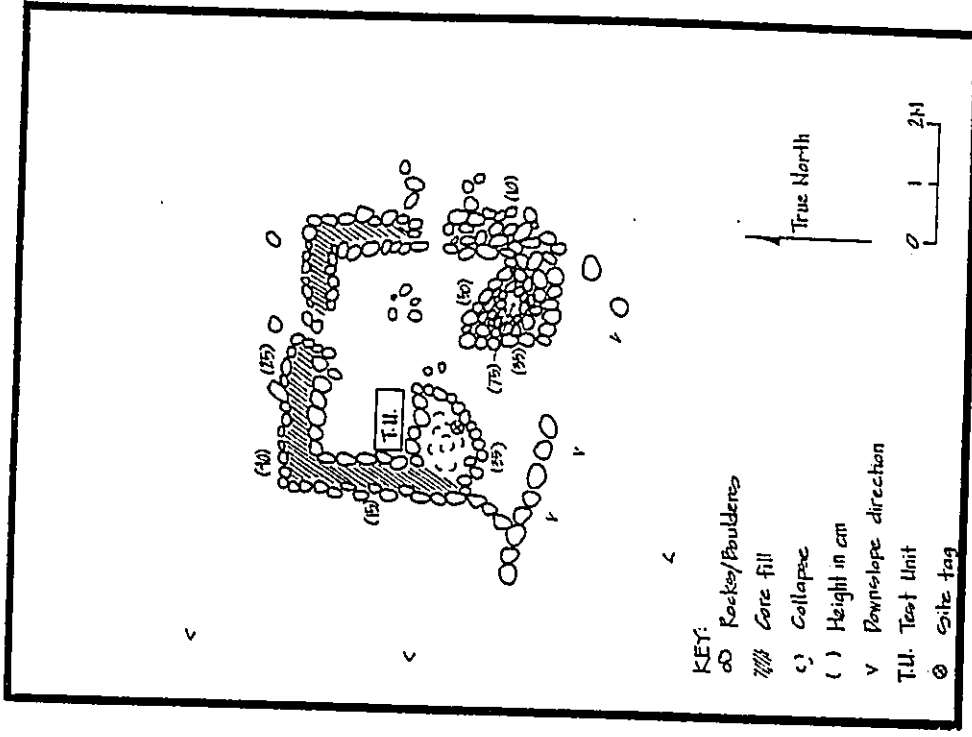 (40)
(25)
(15)
T.U.
(35)
(50)
(75)
(35)
(10)
KEY:
Rocks/Boulders
Core fill
Collapse
( ) Height in cm
V Downslope direction
T.U. Test Unit
Site tag
True North
0 1 2M